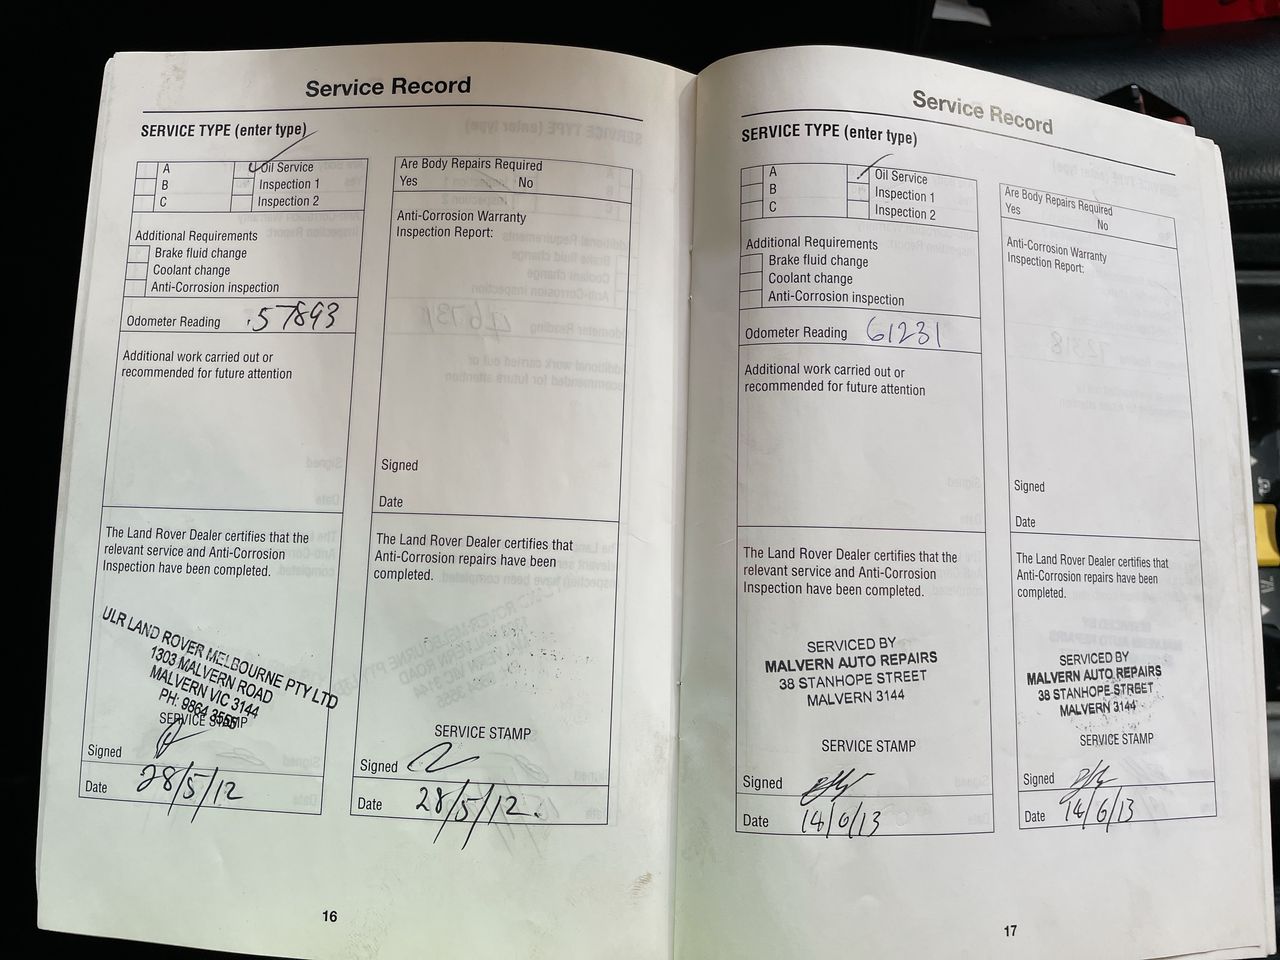 Service Record
SERVICE TYPE (enter type)
A
B
C
Oil Service
Inspection 1
Inspection 2
Additional Requirements
Brake fluid change
Coolant change
Anti-Corrosion inspection
Odometer Reading 57893
Additional work carried out or
recommended for future attention
The Land Rover Dealer certifies that the
relevant service and Anti-Corrosion
Inspection have been completed.
ULR LAND ROVER MELBOURNE PTY LTD
1303 MALVERN ROAD
MALVERN VIC 3144
PH: 9864 3555
SERVICE STAMP
Signed
Date 28/5/12
Are Body Repairs Required
Yes No
Anti-Corrosion Warranty
Inspection Report:
Signed
Date
The Land Rover Dealer certifies that
Anti-Corrosion repairs have been
completed.
SERVICE STAMP
Signed
Date 28/5/12.
16
Service Record
SERVICE TYPE (enter type)
A
B
C
Oil Service
Inspection 1
Inspection 2
Additional Requirements
Brake fluid change
Coolant change
Anti-Corrosion inspection
Odometer Reading 61231
Additional work carried out or
recommended for future attention
The Land Rover Dealer certifies that the
relevant service and Anti-Corrosion
Inspection have been completed.
SERVICED BY
MALVERN AUTO REPAIRS
38 STANHOPE STREET
MALVERN 3144
SERVICE STAMP
Signed
Date 14/6/13
Are Body Repairs Required
Yes
No
Anti-Corrosion Warranty
Inspection Report:
Signed
Date
The Land Rover Dealer certifies that
Anti-Corrosion repairs have been
completed.
SERVICED BY
MALVERN AUTO REPAIRS
38 STANHOPE STREET
MALVERN 3144
SERVICE STAMP
Signed
Date 14/6/13
17